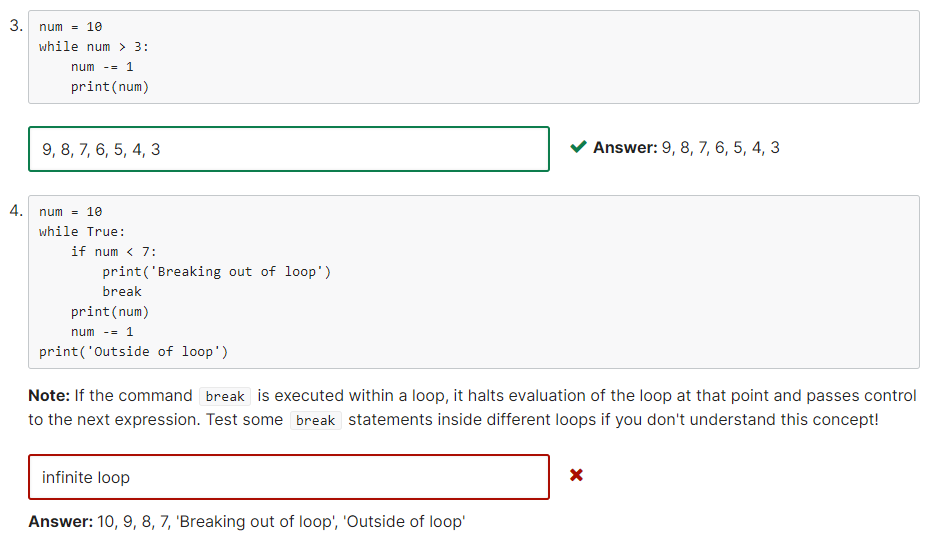 3.
num = 10
while num > 3:
    num -= 1
    print(num)
9, 8, 7, 6, 5, 4, 3
✔ Answer: 9, 8, 7, 6, 5, 4, 3
4.
num = 10
while True:
    if num < 7:
        print('Breaking out of loop')
        break
    print(num)
    num -= 1
print('Outside of loop')
Note: If the command break is executed within a loop, it halts evaluation of the loop at that point and passes control
to the next expression. Test some break statements inside different loops if you don't understand this concept!
infinite loop
✖
Answer: 10, 9, 8, 7, 'Breaking out of loop', 'Outside of loop'